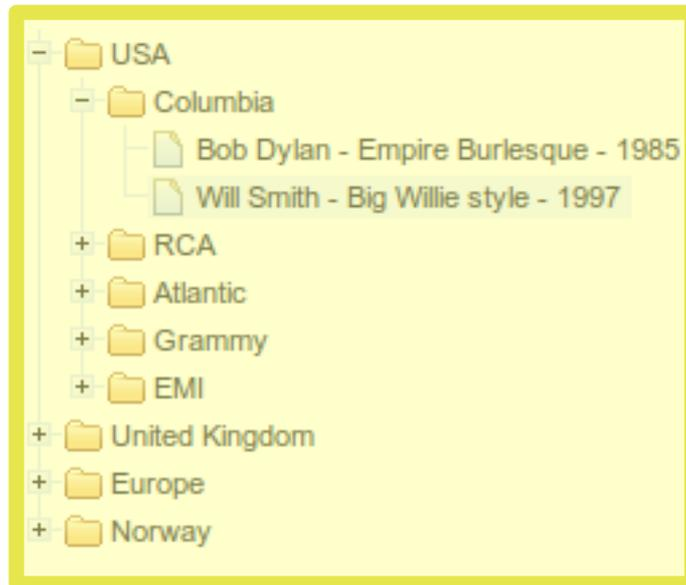 USA
Columbia
Bob Dylan - Empire Burlesque - 1985
Will Smith - Big Willie style - 1997
RCA
Atlantic
Grammy
EMI
United Kingdom
Europe
Norway